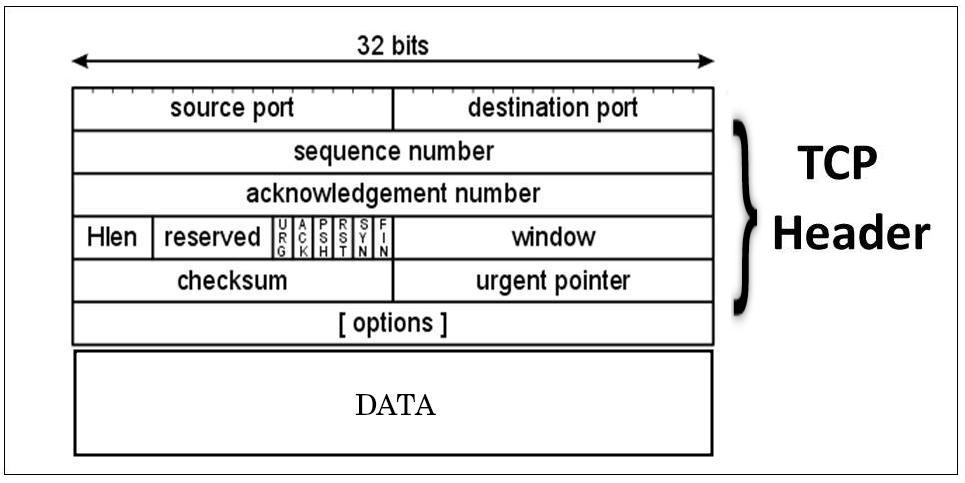 32 bits
source port destination port
sequence number
acknowledgement number
Hlen reserved URG ACK PSH RST SYN FIN window
checksum urgent pointer
[ options ]
DATA
TCP
Header